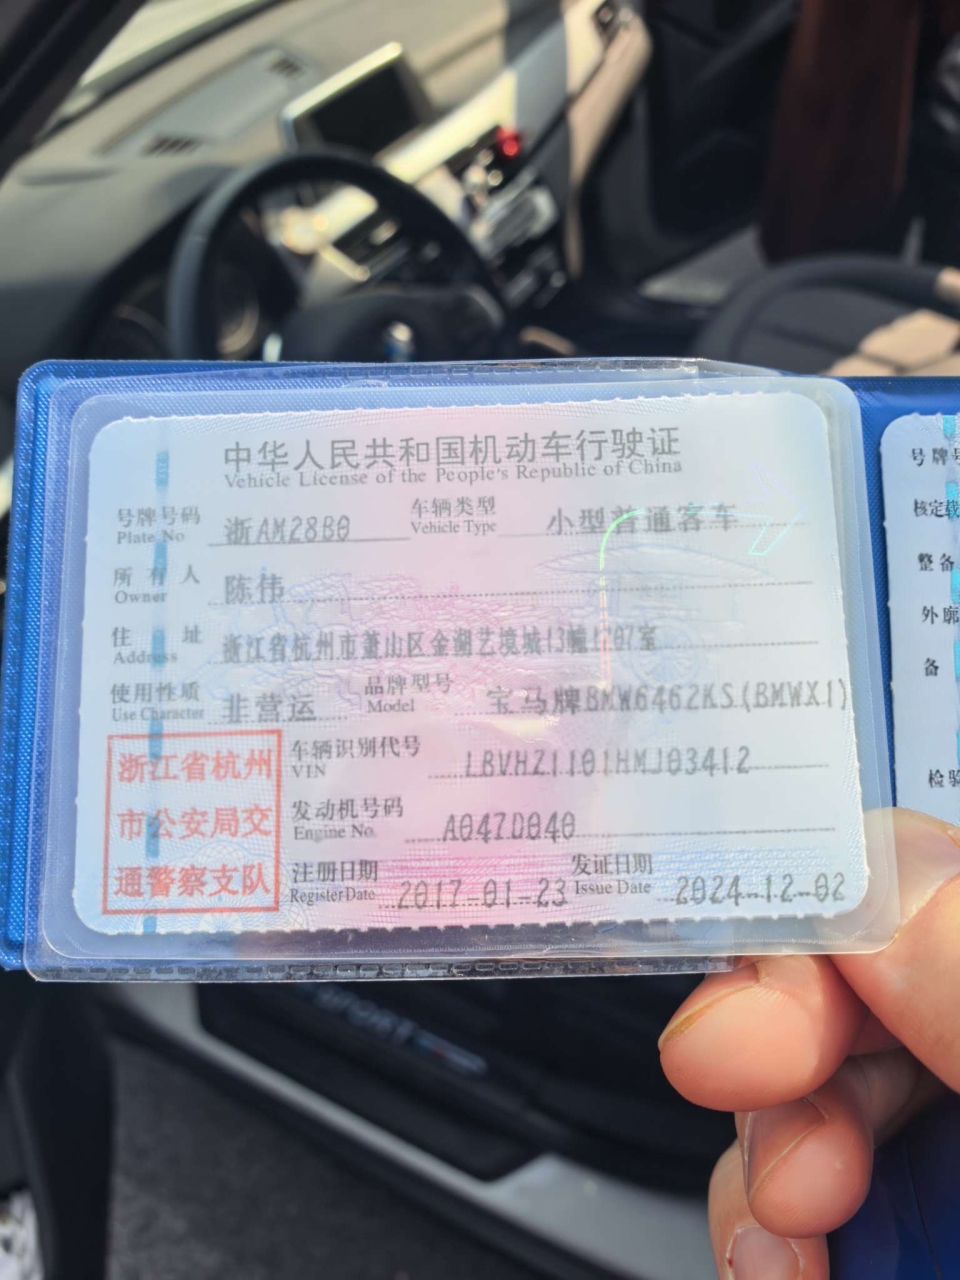 中华人民共和国机动车行驶证
Vehicle License of the People's Republic of China
号牌号码 浙AM28B0 车辆类型 小型普通客车
Plate No Vehicle Type
所有人 陈伟
Owner
住址 浙江省杭州市萧山区金湖艺境城13幢1707室
Address
使用性质 非营运 品牌型号 宝马牌BMW6462KS(BMWX1)
Use Character Model
浙江省杭州
市公安局交
通警察支队
车辆识别代号 LBVHZ1101HMJ03412
VIN
发动机号码 A047D040
Engine No.
注册日期 2017-01-23 发证日期 2024-12-02
Register Date Issue Date
号牌号
核定载
整备
外廓
备
检验
SPORT